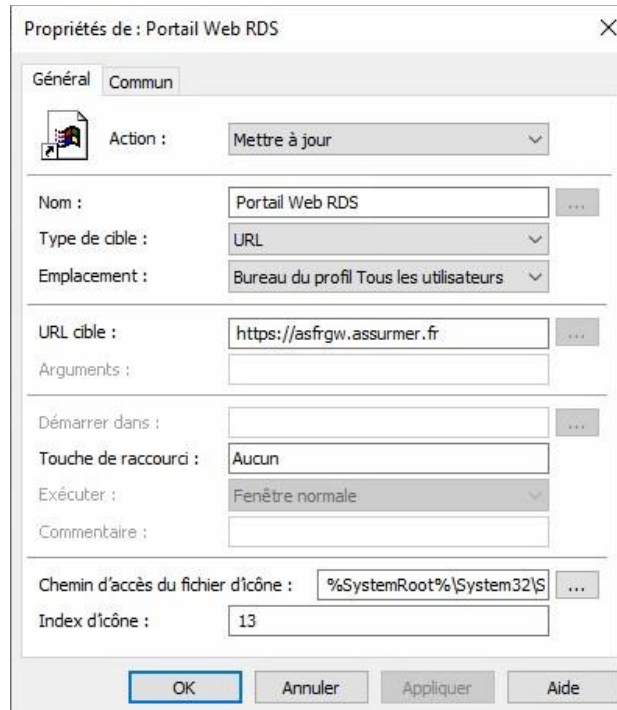 Propriétés de : Portail Web RDS
Général Commun
Action : Mettre à jour
Nom : Portail Web RDS ...
Type de cible : URL
Emplacement : Bureau du profil Tous les utilisateurs
URL cible : https://asfrgw.assurmer.fr ...
Arguments :
Démarrer dans : ...
Touche de raccourci : Aucun
Exécuter : Fenêtre normale
Commentaire :
Chemin d'accès du fichier d'icône : %SystemRoot%\System32\S ...
Index d'icône : 13
OK Annuler Appliquer Aide